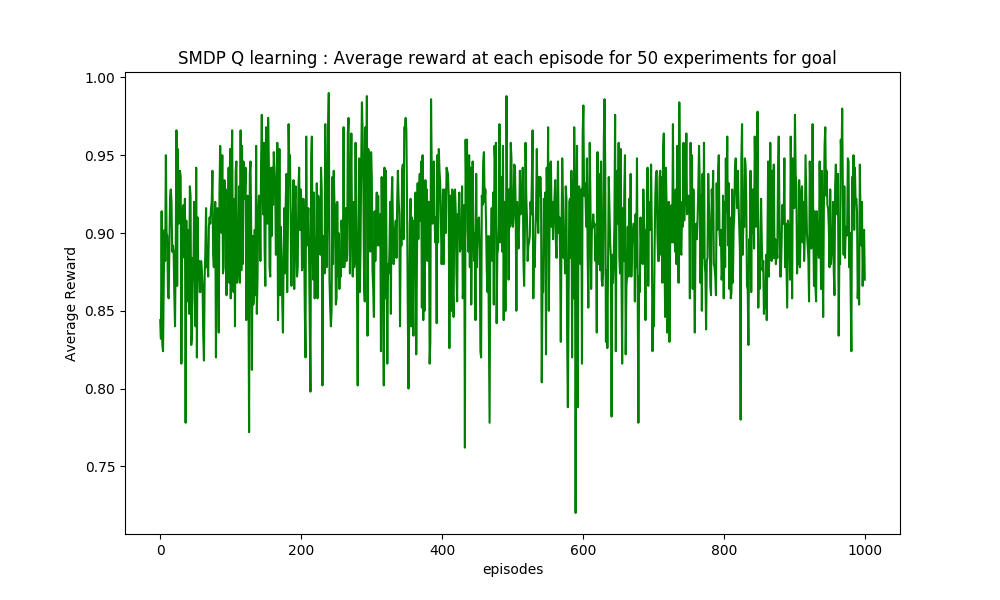 SMDP Q learning : Average reward at each episode for 50 experiments for goal
1.00
0.95
0.90
0.85
0.80
0.75
Average Reward
0 200 400 600 800 1000
episodes